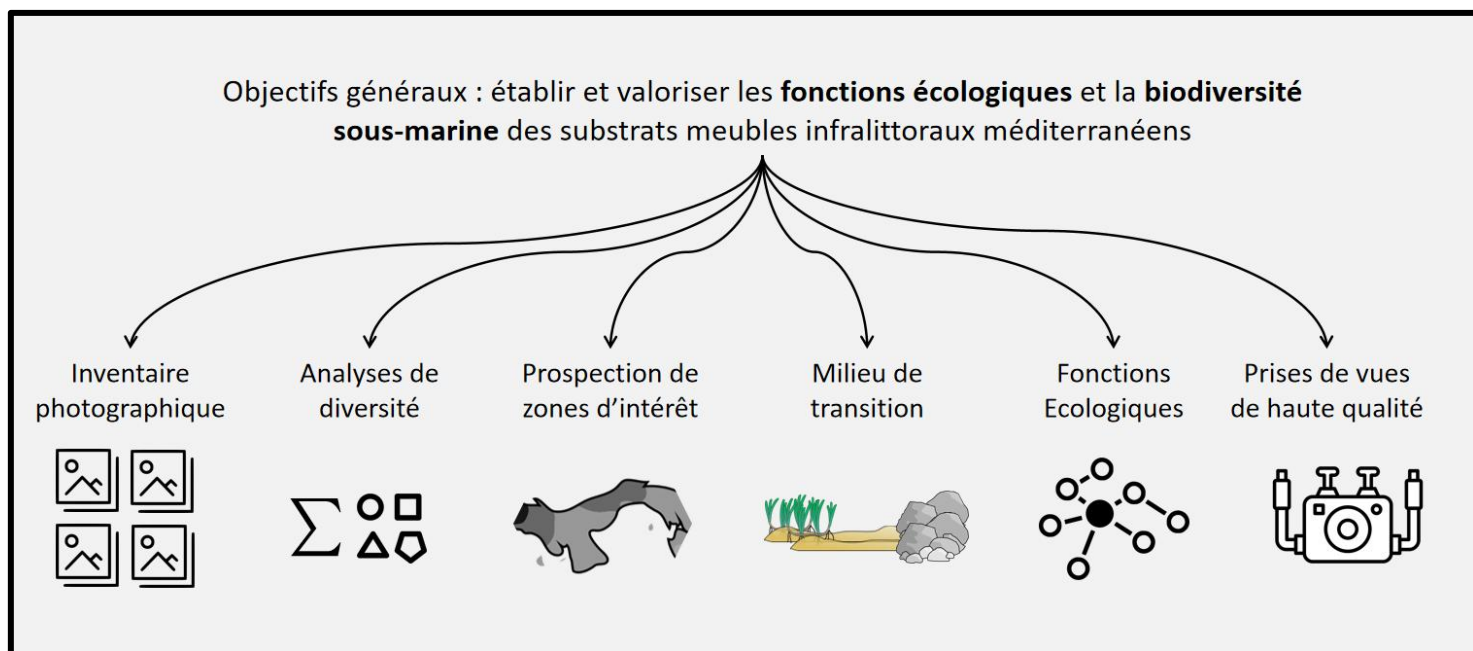 Objectifs généraux : établir et valoriser les fonctions écologiques et la biodiversité
sous-marine des substrats meubles infralittoraux méditerranéens
Inventaire
photographique
Analyses de
diversité
Prospection de
zones d’intérêt
Milieu de
transition
Fonctions
Ecologiques
Prises de vues
de haute qualité
Σ